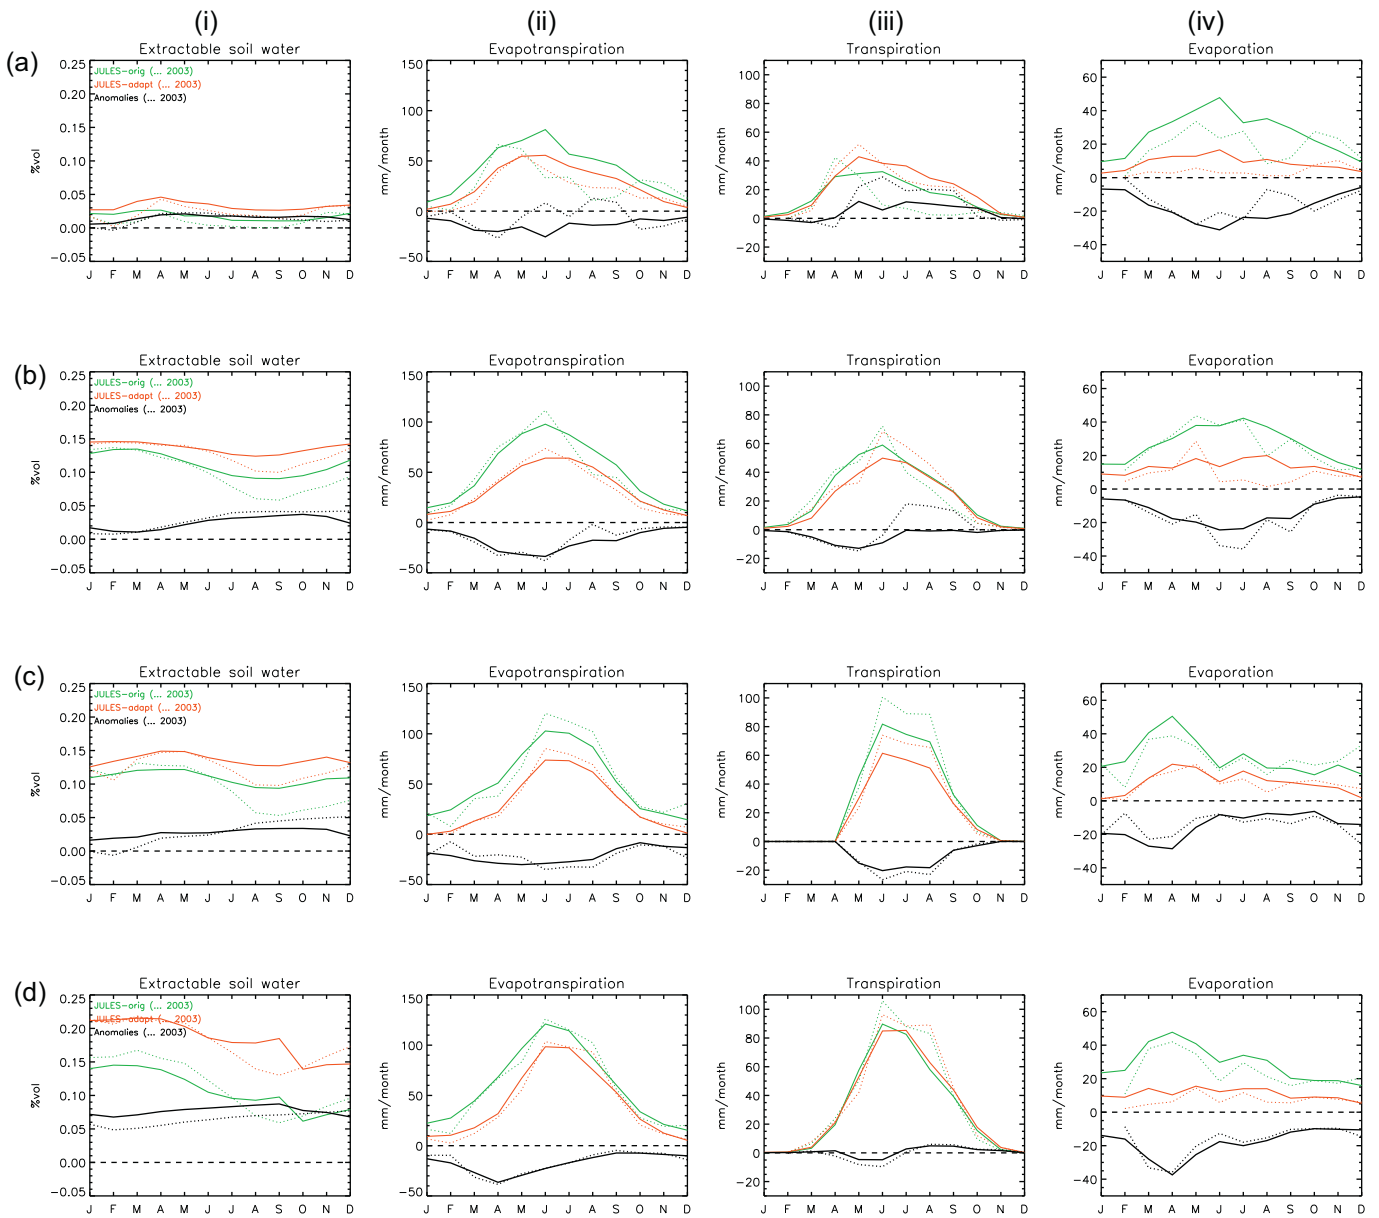 (i) (ii) (iii) (iv)
(a) Extractable soil water Evapotranspiration Transpiration Evaporation
JULES-orig (... 2003)
JULES-adapt (... 2003)
Anomalies (... 2003)
%vol mm/month mm/month mm/month
0.25 0.20 0.15 0.10 0.05 0.00 -0.05
150 100 50 0 -50
100 80 60 40 20 0 -20
60 40 20 0 -20 -40
J F M A M J J A S O N D J F M A M J J A S O N D J F M A M J J A S O N D J F M A M J J A S O N D
(b) Extractable soil water Evapotranspiration Transpiration Evaporation
JULES-orig (... 2003)
JULES-adapt (... 2003)
Anomalies (... 2003)
%vol mm/month mm/month mm/month
0.25 0.20 0.15 0.10 0.05 0.00 -0.05
150 100 50 0 -50
100 80 60 40 20 0 -20
60 40 20 0 -20 -40
J F M A M J J A S O N D J F M A M J J A S O N D J F M A M J J A S O N D J F M A M J J A S O N D
(c) Extractable soil water Evapotranspiration Transpiration Evaporation
JULES-orig (... 2003)
JULES-adapt (... 2003)
Anomalies (... 2003)
%vol mm/month mm/month mm/month
0.25 0.20 0.15 0.10 0.05 0.00 -0.05
150 100 50 0 -50
100 80 60 40 20 0 -20
60 40 20 0 -20 -40
J F M A M J J A S O N D J F M A M J J A S O N D J F M A M J J A S O N D J F M A M J J A S O N D
(d) Extractable soil water Evapotranspiration Transpiration Evaporation
JULES-orig (... 2003)
JULES-adapt (... 2003)
Anomalies (... 2003)
%vol mm/month mm/month mm/month
0.25 0.20 0.15 0.10 0.05 0.00 -0.05
150 100 50 0 -50
100 80 60 40 20 0 -20
60 40 20 0 -20 -40
J F M A M J J A S O N D J F M A M J J A S O N D J F M A M J J A S O N D J F M A M J J A S O N D